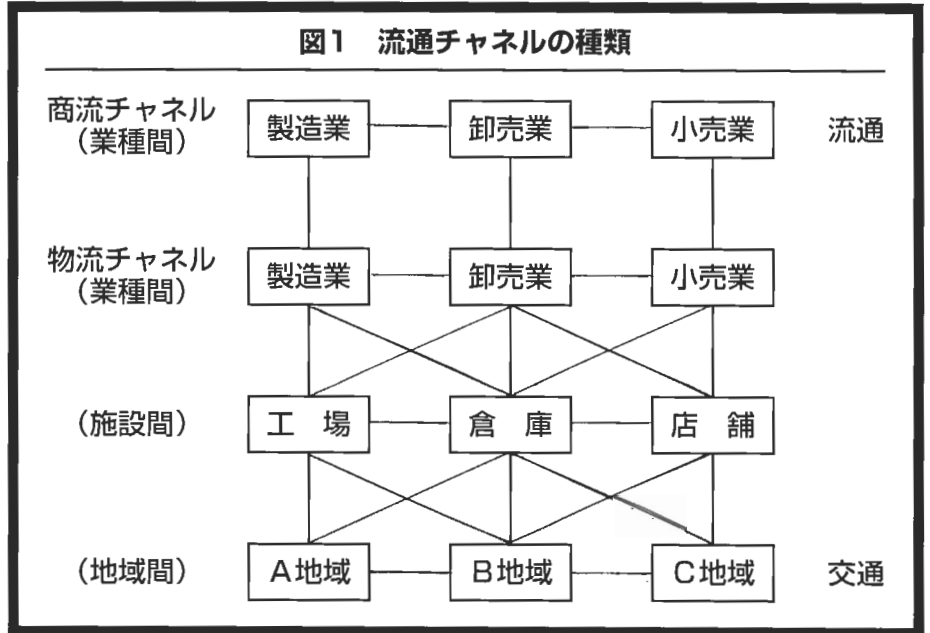 図1 流通チャネルの種類
商流チャネル
（業種間）
製造業
卸売業
小売業
流通
物流チャネル
（業種間）
製造業
卸売業
小売業
（施設間）
工 場
倉 庫
店 舗
（地域間）
A地域
B地域
C地域
交通